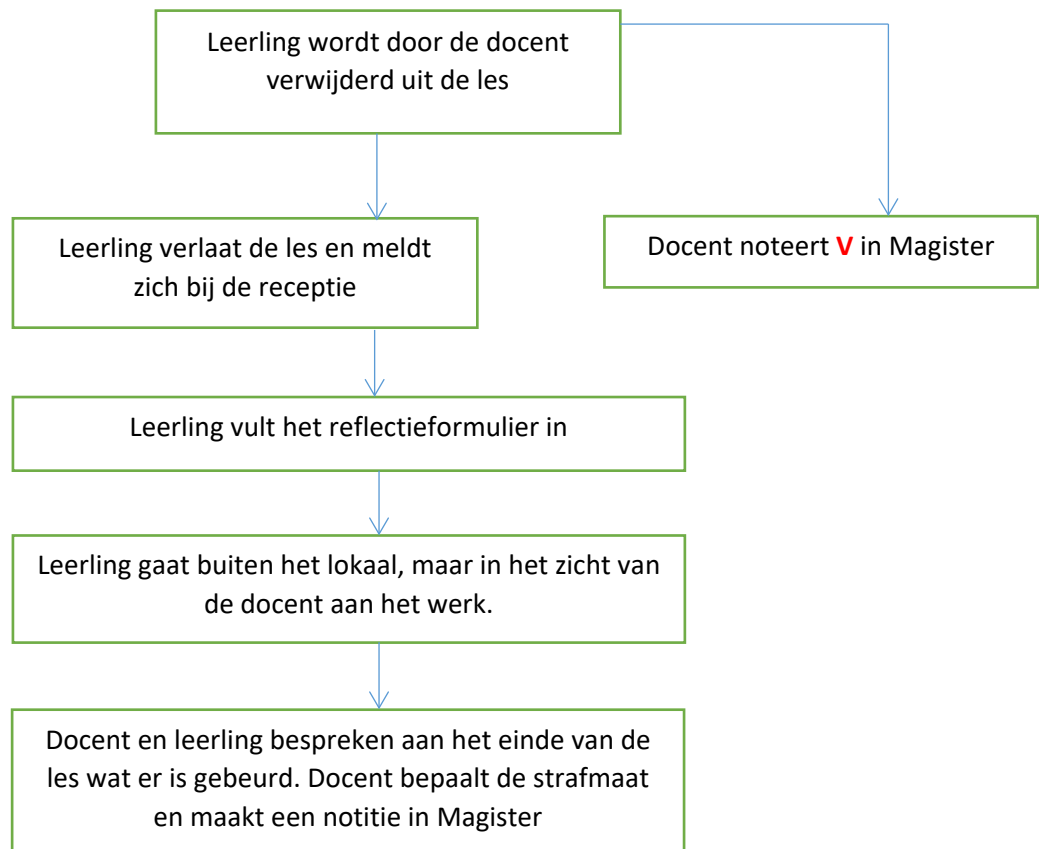 Leerling wordt door de docent
verwijderd uit de les
Leerling verlaat de les en meldt
zich bij de receptie
Docent noteert V in Magister
Leerling vult het reflectieformulier in
Leerling gaat buiten het lokaal, maar in het zicht van
de docent aan het werk.
Docent en leerling bespreken aan het einde van de
les wat er is gebeurd. Docent bepaalt de strafmaat
en maakt een notitie in Magister